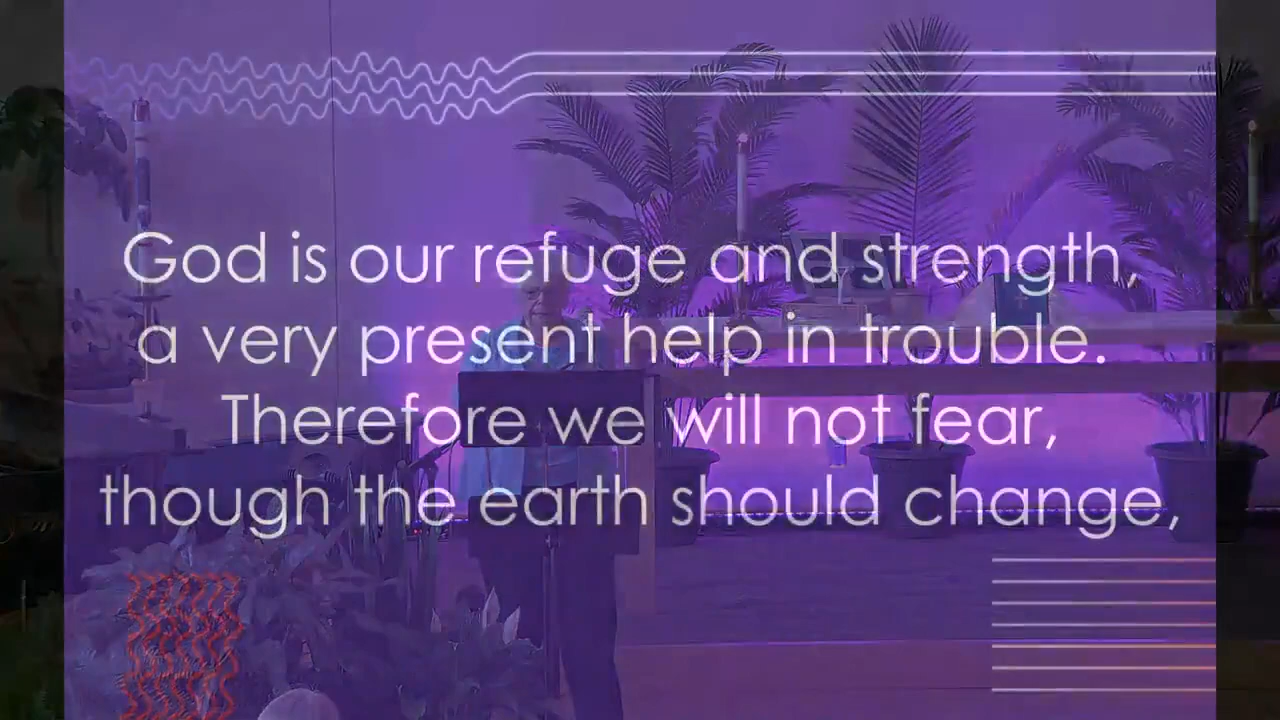 God is our refuge and strength,
a very present help in trouble.
Therefore we will not fear,
though the earth should change,